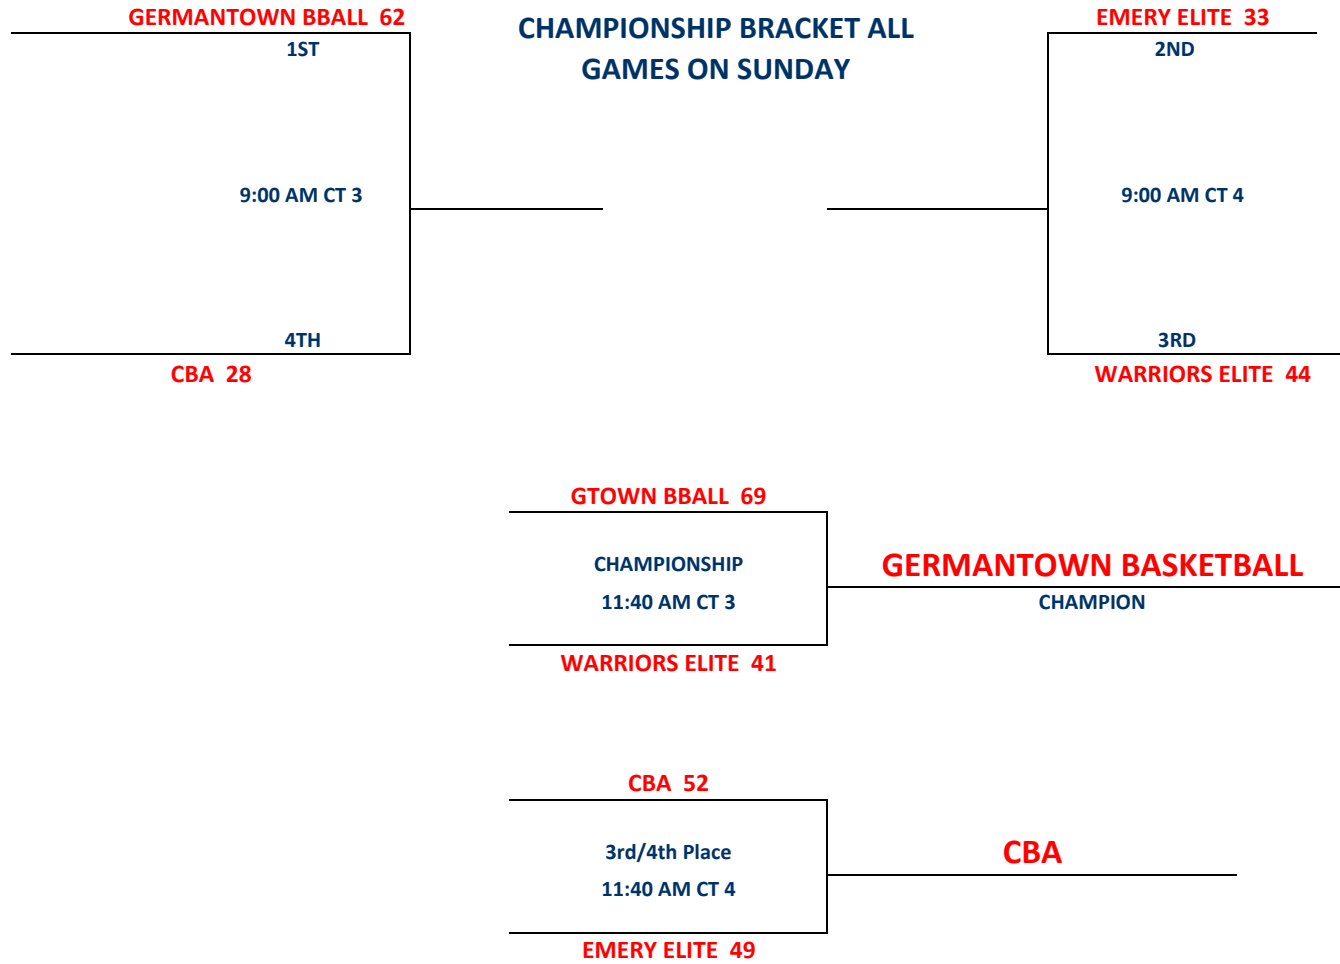 GERMANTOWN BBALL  62
1ST
CHAMPIONSHIP BRACKET ALL
GAMES ON SUNDAY
EMERY ELITE  33
2ND
9:00 AM CT 3
9:00 AM CT 4
4TH
CBA  28
3RD
WARRIORS ELITE  44
GTOWN BBALL  69
CHAMPIONSHIP
11:40 AM CT 3
WARRIORS ELITE  41
GERMANTOWN BASKETBALL
CHAMPION
CBA  52
3rd/4th Place
11:40 AM CT 4
EMERY ELITE  49
CBA